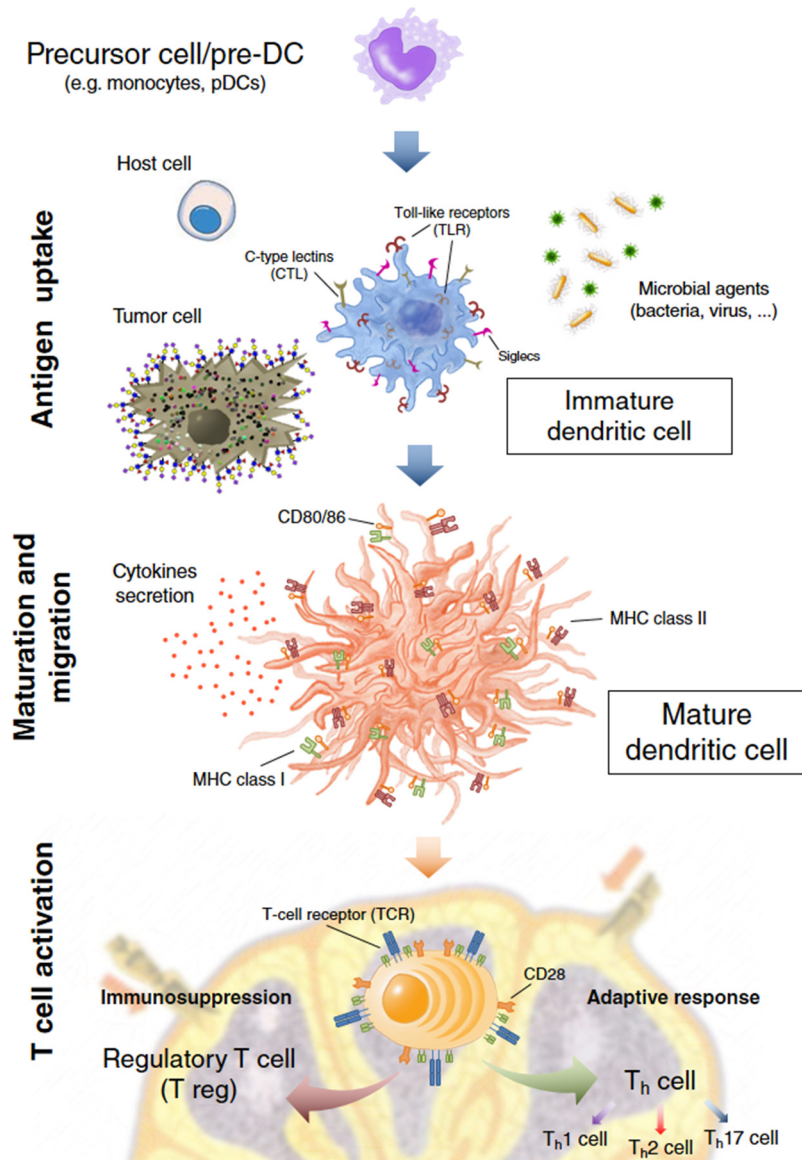 Precursor cell/pre-DC
(e.g. monocytes, pDCs)
Antigen uptake
Host cell
Toll-like receptors
(TLR)
C-type lectins
(CTL)
Microbial agents
(bacteria, virus, ...)
Tumor cell
Siglecs
Immature
dendritic cell
Maturation and
migration
CD80/86
Cytokines
secretion
MHC class II
Mature
dendritic cell
MHC class I
T cell activation
T-cell receptor (TCR)
CD28
Immunosuppression
Adaptive response
Regulatory T cell
(T reg)
Th cell
Th1 cell
Th2 cell
Th17 cell